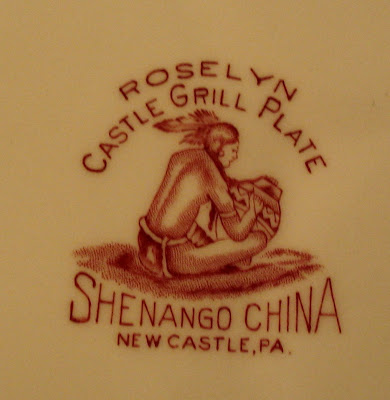 ROSELYN
CASTLE GRILL PLATE
SHENANGO CHINA
NEW CASTLE, PA.